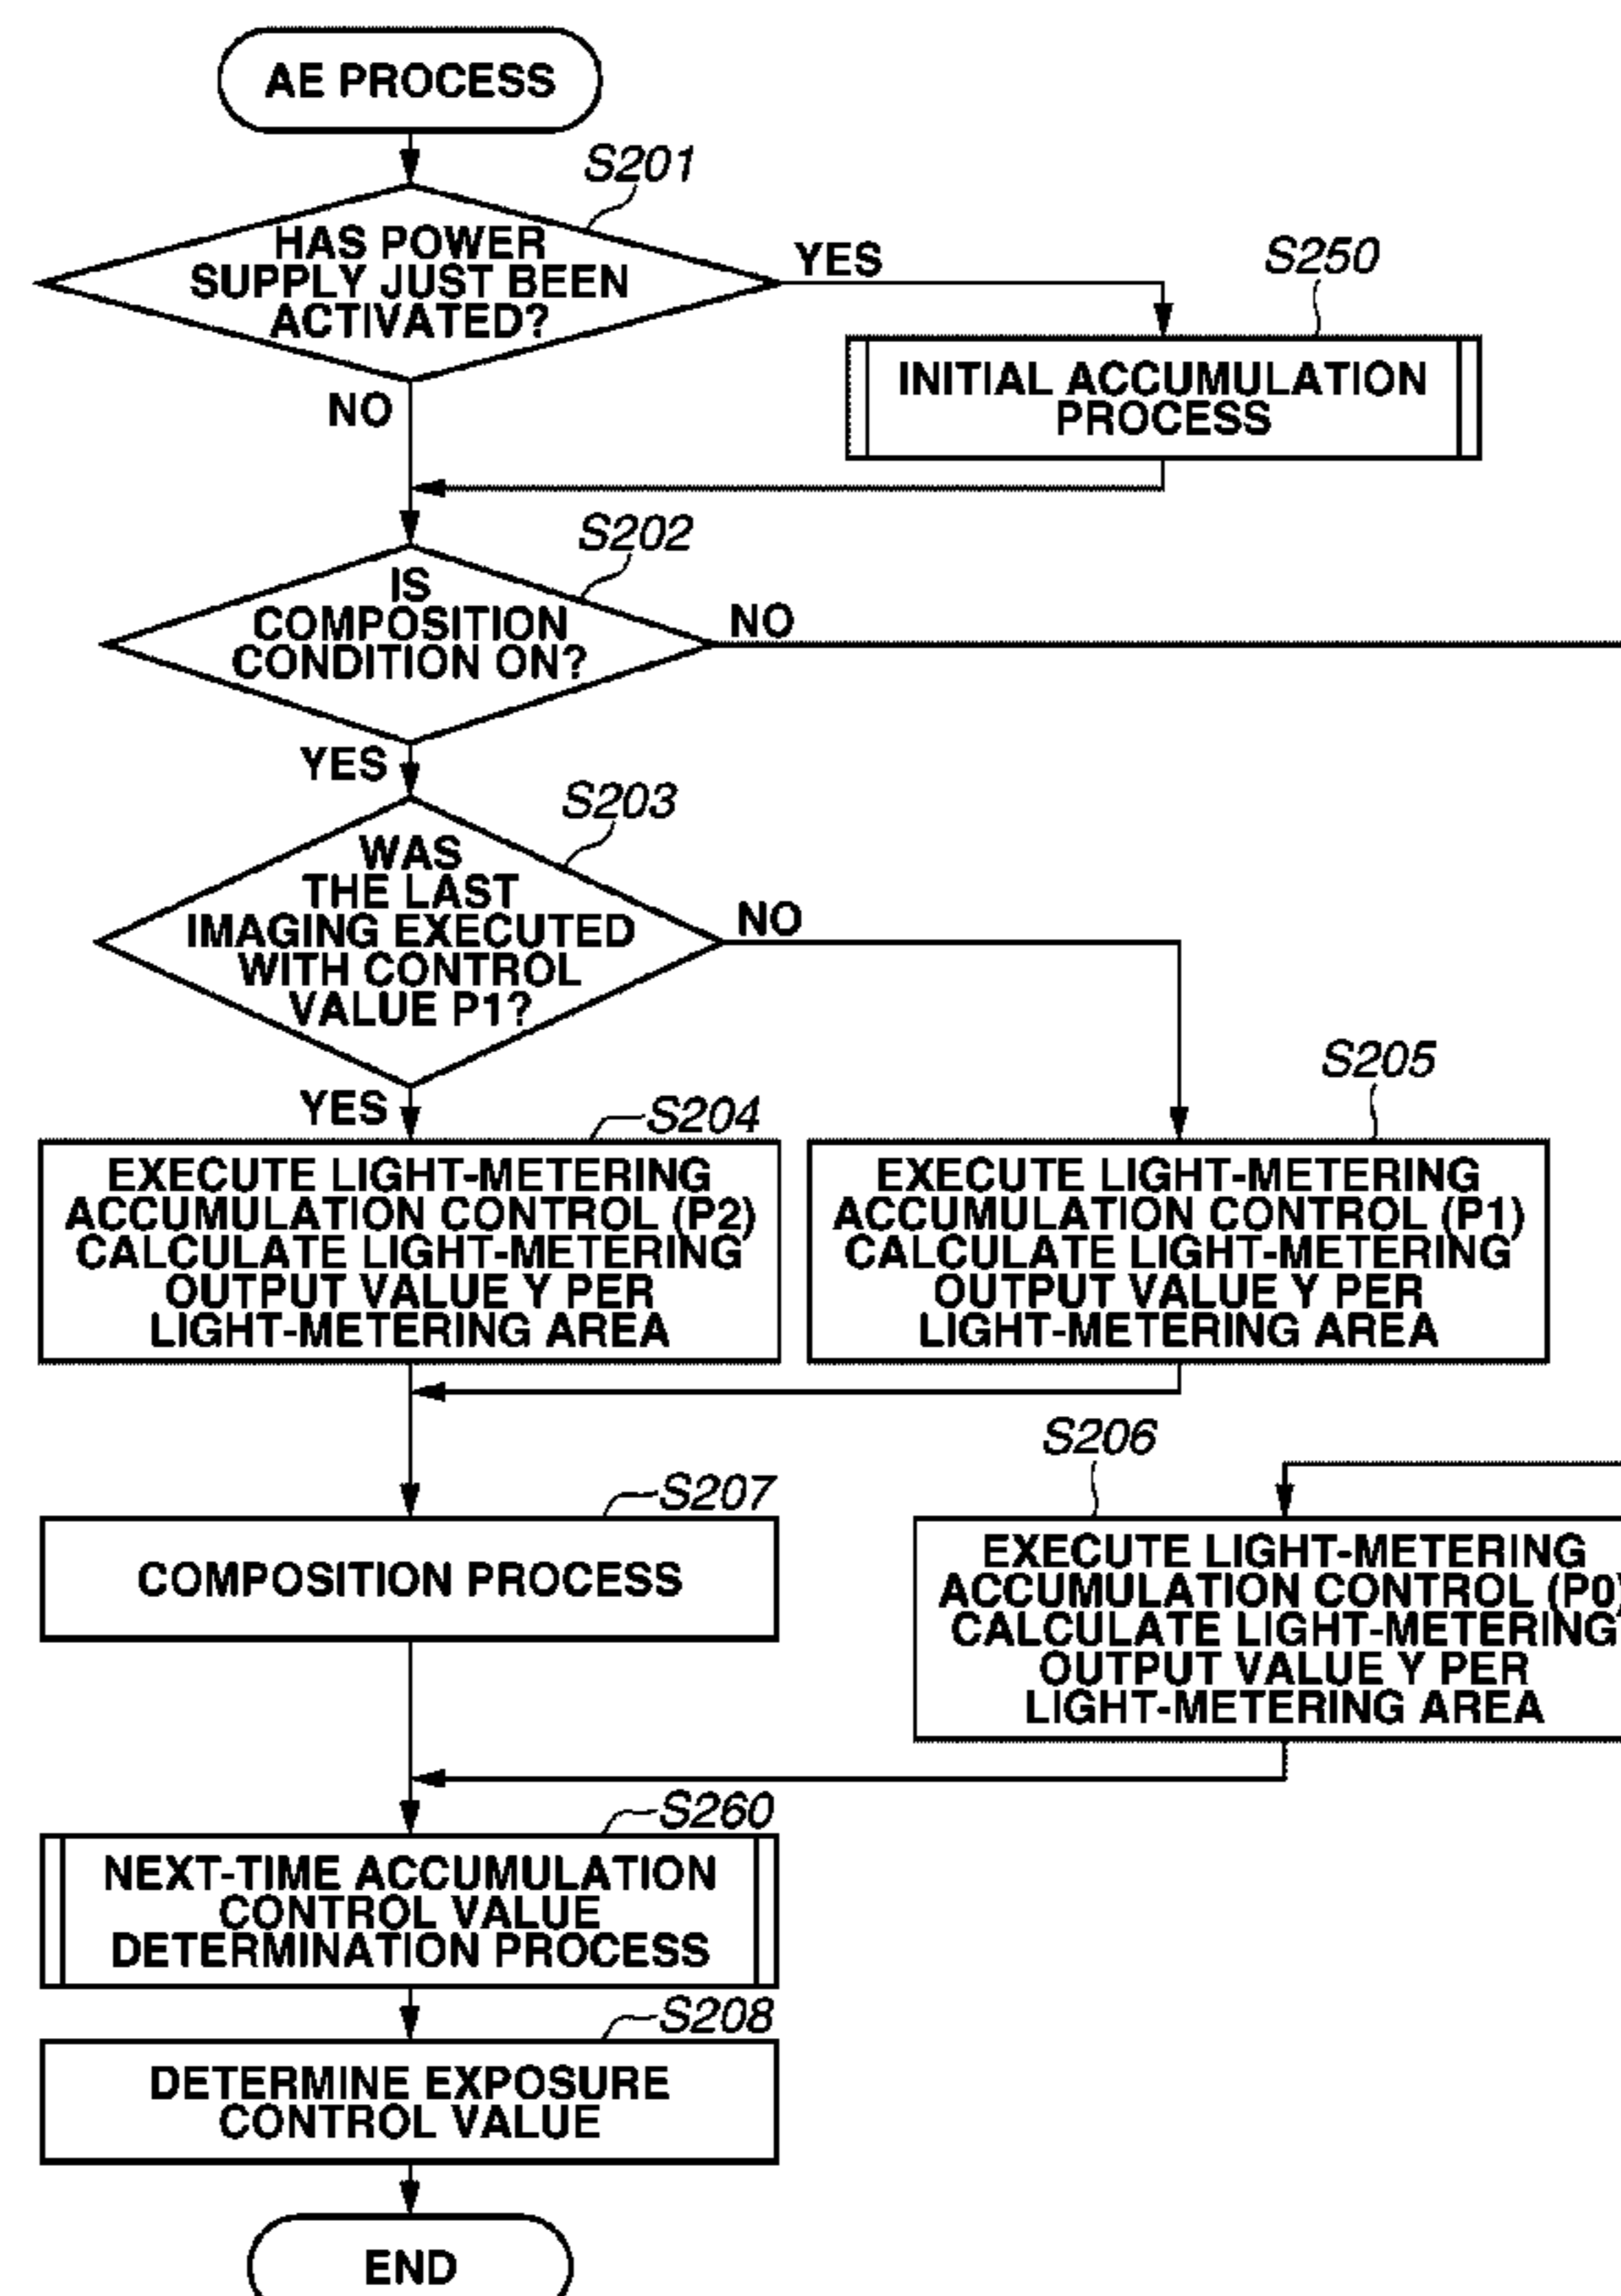 AE PROCESS
S201
HAS POWER
SUPPLY JUST BEEN
ACTIVATED?
YES
S250
INITIAL ACCUMULATION
PROCESS
NO
S202
IS
COMPOSITION
CONDITION ON?
NO
YES
S203
WAS
THE LAST
IMAGING EXECUTED
WITH CONTROL
VALUE P1?
NO
YES
S204
EXECUTE LIGHT-METERING
ACCUMULATION CONTROL (P2)
CALCULATE LIGHT-METERING
OUTPUT VALUE Y PER
LIGHT-METERING AREA
S205
EXECUTE LIGHT-METERING
ACCUMULATION CONTROL (P1)
CALCULATE LIGHT-METERING
OUTPUT VALUE Y PER
LIGHT-METERING AREA
S207
COMPOSITION PROCESS
S206
EXECUTE LIGHT-METERING
ACCUMULATION CONTROL (P0)
CALCULATE LIGHT-METERING
OUTPUT VALUE Y PER
LIGHT-METERING AREA
S260
NEXT-TIME ACCUMULATION
CONTROL VALUE
DETERMINATION PROCESS
S208
DETERMINE EXPOSURE
CONTROL VALUE
END